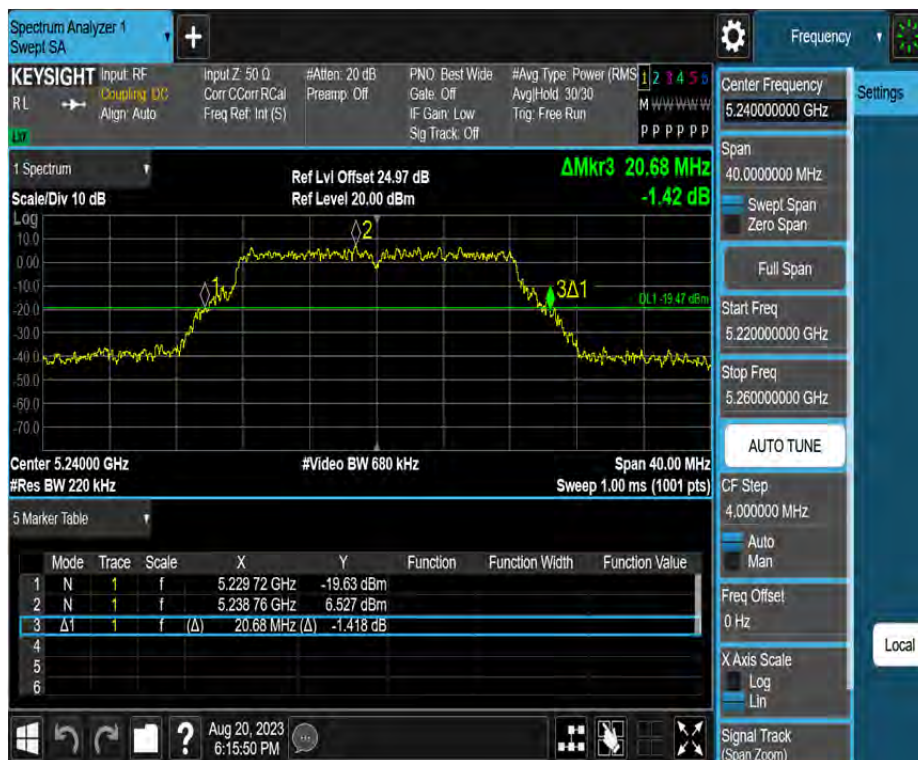 Spectrum Analyzer 1
Swept SA
+
Frequency
KEYSIGHT
RL
LXI
Input: RF
Coupling: DC
Align: Auto
Input Z: 50 Ω
Corr CCorr RCal
Freq Ref: Int (S)
#Atten: 20 dB
Preamp: Off
PNO: Best Wide
Gate: Off
IF Gain: Low
Sig Track: Off
#Avg Type: Power (RMS
Avg|Hold: 30/30
Trig: Free Run
1 2 3 4 5 6
M W W W W W
P P P P P P
1 Spectrum
Scale/Div 10 dB
Ref Lvl Offset 24.97 dB
Ref Level 20.00 dBm
ΔMkr3 20.68 MHz
-1.42 dB
Log
10.0
0.00
-10.0
-20.0
-30.0
-40.0
-50.0
-60.0
-70.0
1
2
3Δ1
DL1 -19.47 dBm
Center 5.24000 GHz
#Res BW 220 kHz
#Video BW 680 kHz
Span 40.00 MHz
Sweep 1.00 ms (1001 pts)
5 Marker Table
Mode Trace Scale X Y Function Function Width Function Value
1 N 1 f 5.229 72 GHz -19.63 dBm
2 N 1 f 5.238 76 GHz 6.527 dBm
3 Δ1 1 f (Δ) 20.68 MHz (Δ) -1.418 dB
4
5
6
?
Aug 20, 2023
6:15:50 PM
Center Frequency
5.240000000 GHz
Span
40.0000000 MHz
Swept Span
Zero Span
Full Span
Start Freq
5.220000000 GHz
Stop Freq
5.260000000 GHz
AUTO TUNE
CF Step
4.000000 MHz
Auto
Man
Freq Offset
0 Hz
X Axis Scale
Log
Lin
Signal Track
(Span Zoom)
Settings
Local